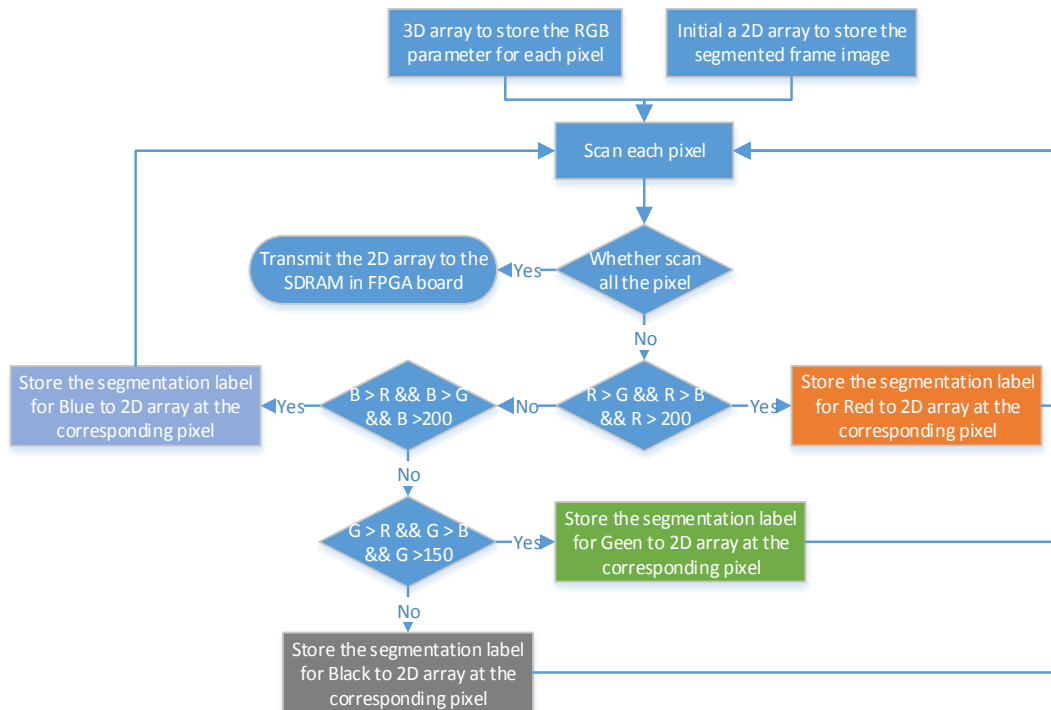 3D array to store the RGB
parameter for each pixel
Initial a 2D array to store the
segmented frame image
Scan each pixel
Transmit the 2D array to the
SDRAM in FPGA board
Yes
Whether scan
all the pixel
No
Store the segmentation label
for Blue to 2D array at the
corresponding pixel
Yes
B > R && B > G
&& B >200
No
R > G && R > B
&& R > 200
Yes
Store the segmentation label
for Red to 2D array at the
corresponding pixel
No
G > R && G > B
&& G >150
Yes
Store the segmentation label
for Geen to 2D array at the
corresponding pixel
No
Store the segmentation label
for Black to 2D array at the
corresponding pixel